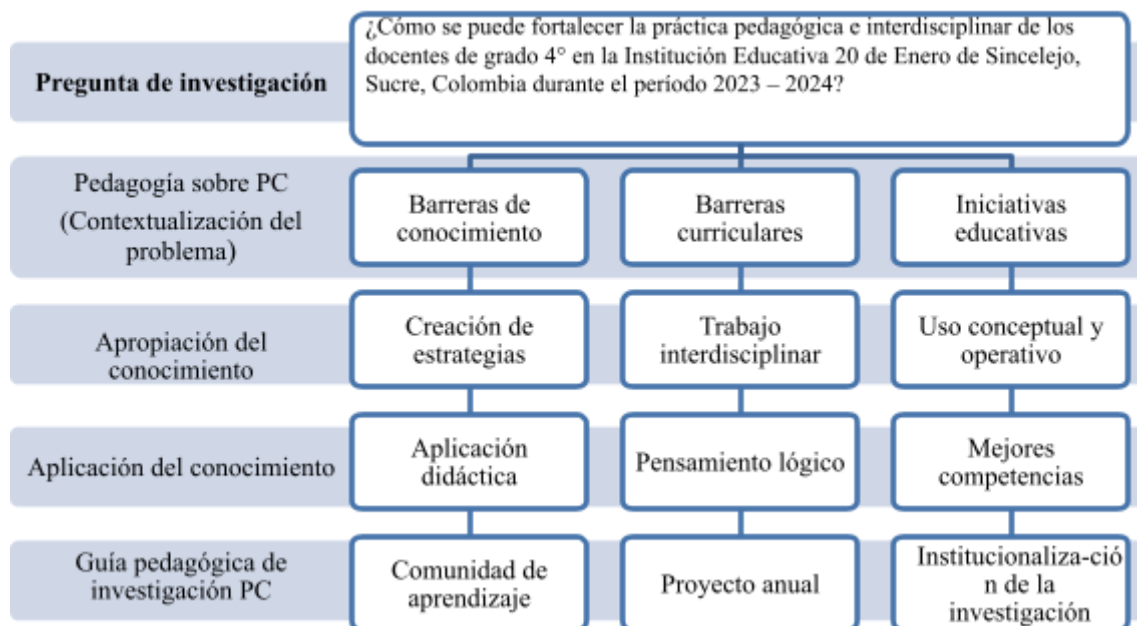 ¿Cómo se puede fortalecer la práctica pedagógica e interdisciplinar de los
docentes de grado 4° en la Institución Educativa 20 de Enero de Sincelejo,
Sucre, Colombia durante el período 2023 – 2024?
Pregunta de investigación
Pedagogía sobre PC
(Contextualización del
problema)
Barreras de
conocimiento
Barreras
curriculares
Iniciativas
educativas
Apropiación del
conocimiento
Creación de
estrategias
Trabajo
interdisciplinar
Uso conceptual y
operativo
Aplicación del conocimiento
Aplicación
didáctica
Pensamiento lógico
Mejores
competencias
Guía pedagógica de
investigación PC
Comunidad de
aprendizaje
Proyecto anual
Institucionaliza-ció
n de la
investigación